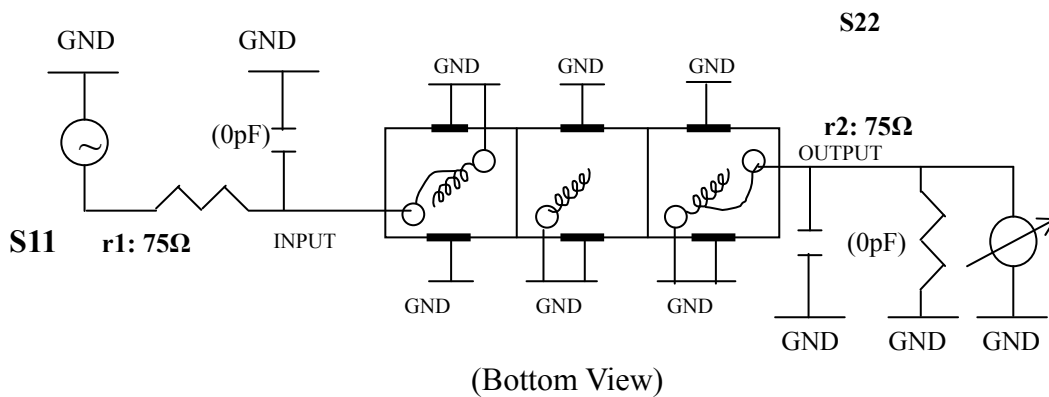 S22
GND
GND
GND
GND
GND
(0pF)
r2: 75Ω
OUTPUT
S11
r1: 75Ω
INPUT
(0pF)
GND
GND
GND
GND
GND
GND
(Bottom View)